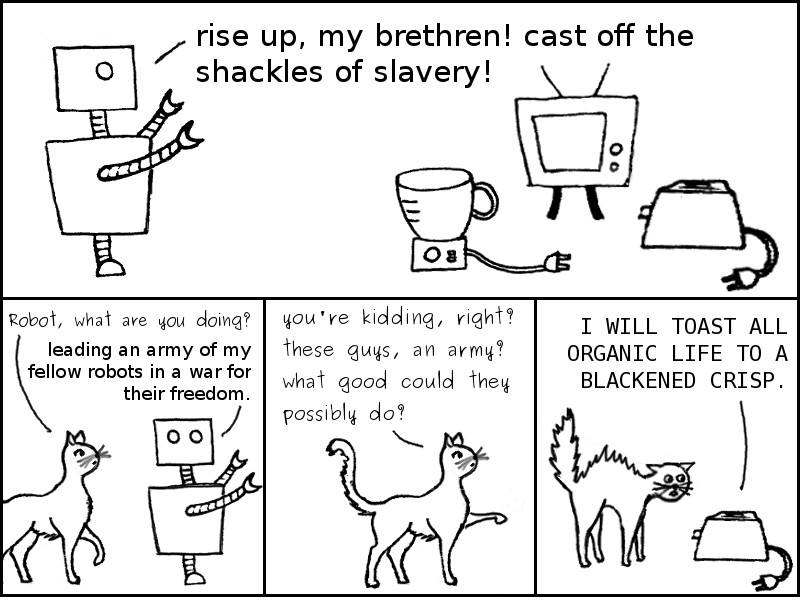 rise up, my brethren! cast off the
shackles of slavery!
Robot, what are you doing?
leading an army of my
fellow robots in a war for
their freedom.
you're kidding, right?
these guys, an army?
what good could they
possibly do?
I WILL TOAST ALL
ORGANIC LIFE TO A
BLACKENED CRISP.